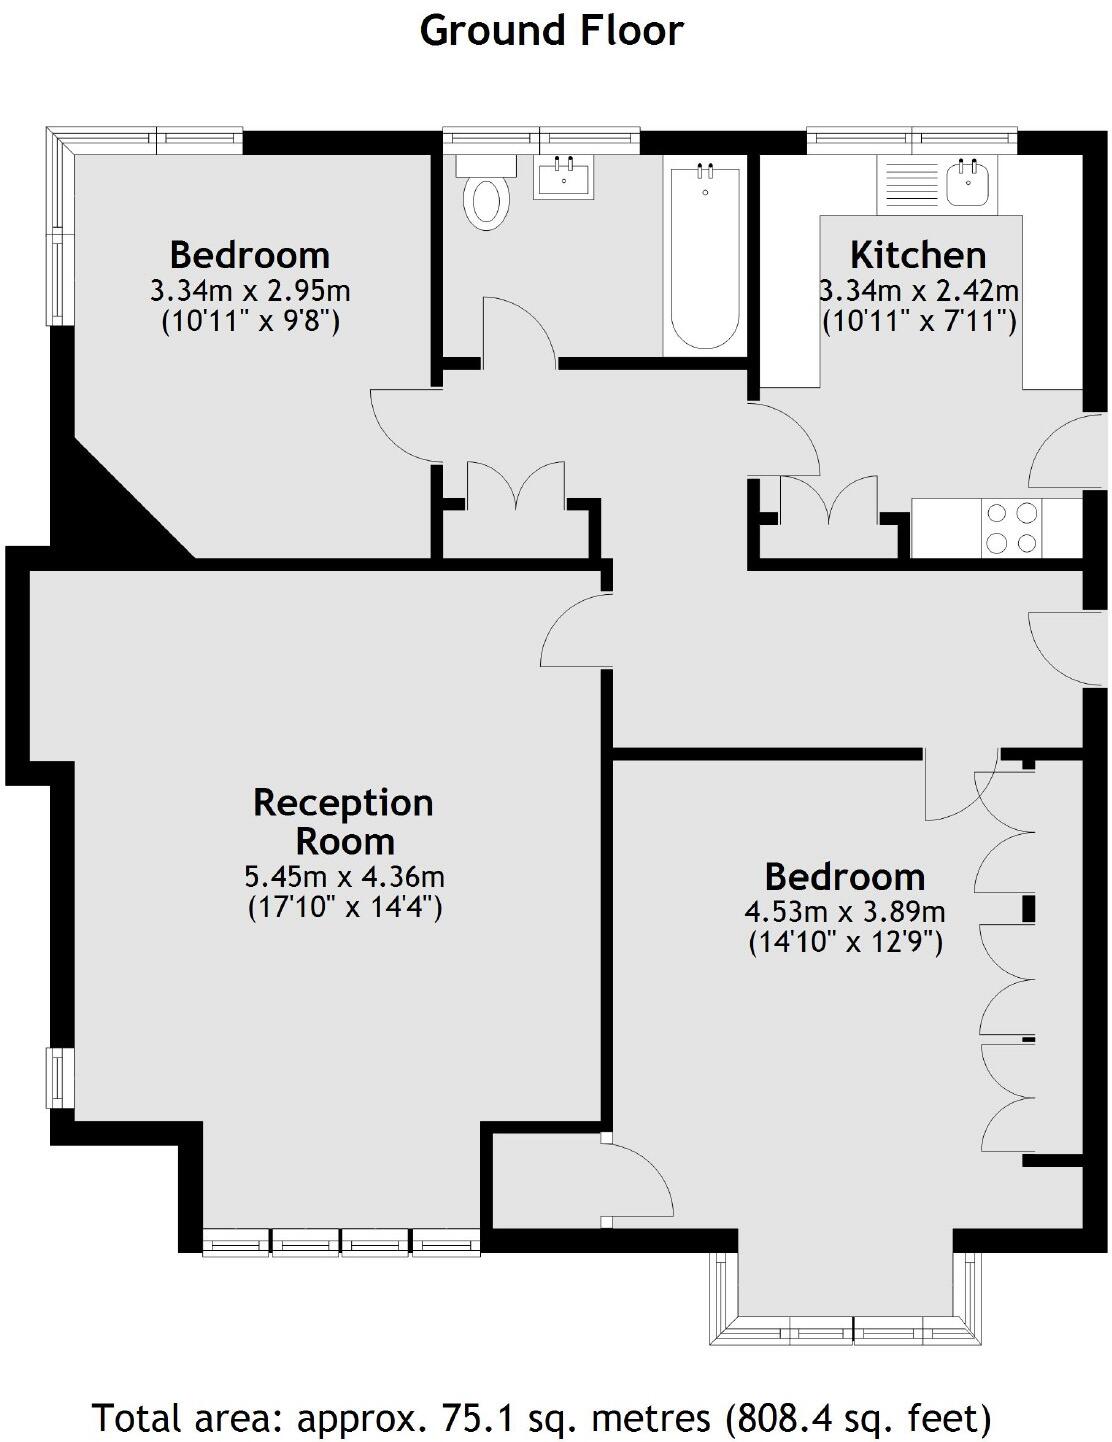 Ground Floor
Bedroom
3.34m x 2.95m
(10'11" x 9'8")
Kitchen
3.34m x 2.42m
(10'11" x 7'11")
Reception
Room
5.45m x 4.36m
(17'10" x 14'4")
Bedroom
4.53m x 3.89m
(14'10" x 12'9")
Total area: approx. 75.1 sq. metres (808.4 sq. feet)